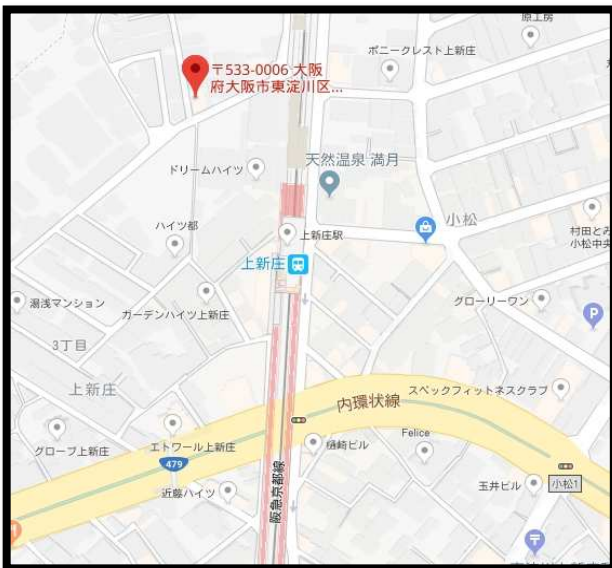 原工房
ボニークレスト上新庄
〒533-0006 大阪
府大阪市東淀川区...
天然温泉 満月
ドリームハイツ
小松
ハイツ都
上新庄駅
村田とみ
小松中央
上新庄
湯浅マンション
ガーデンハイツ上新庄
グローリーワン
P
3丁目
上新庄
スペックフィットネスクラブ
内環状線
グローブ上新庄
エトワール上新庄
樋崎ビル
Felice
479
近藤ハイツ
阪急京都線
玉井ビル
小松1
〒